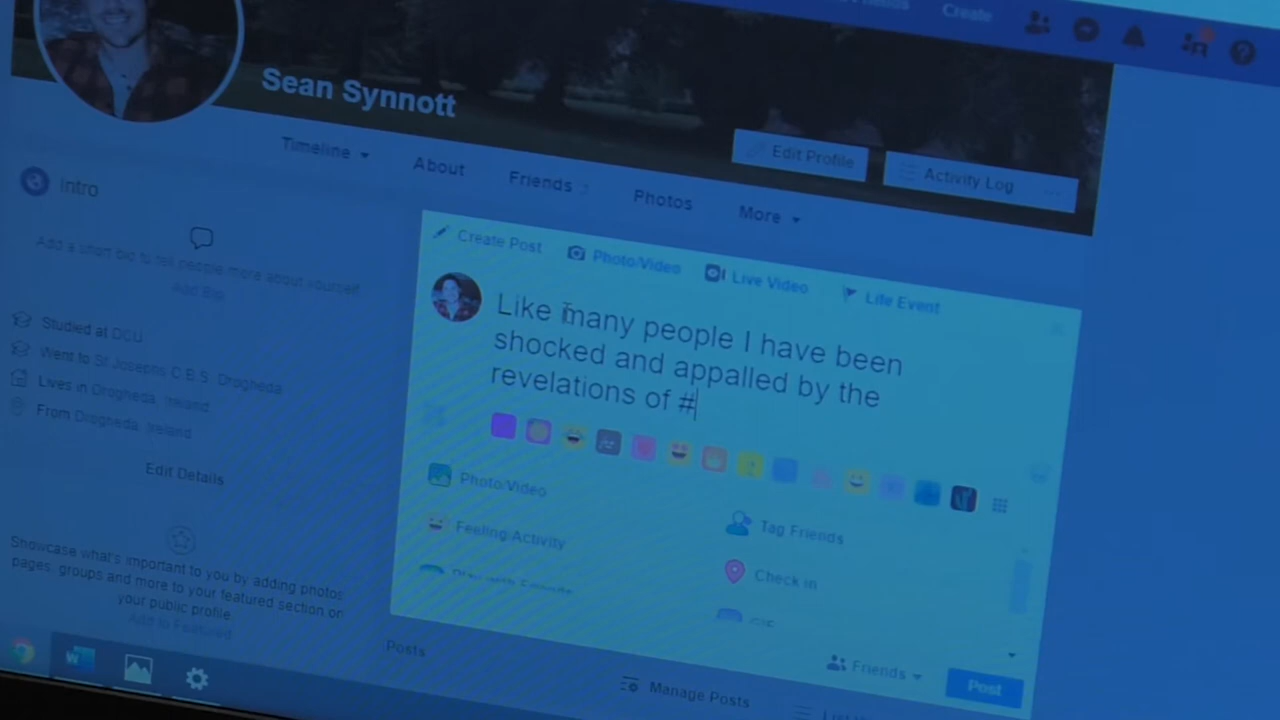 Create
Sean Synnott
Edit Profile
Activity Log
Timeline
About
Friends
Photos
More
Intro
Add a short bio to tell people more about yourself
Add Bio
Studied at DCU
Went to St Josephs C.B.S. Drogheda
Lives in Drogheda, Ireland
From Drogheda, Ireland
Edit Details
Showcase what's important to you by adding photos
pages, groups and more to your featured section on
your public profile.
Add to Featured
Create Post
Photo/Video
Live Video
Life Event
Like many people I have been
shocked and appalled by the
revelations of #
Photo/Video
Tag Friends
Feeling Activity
Check in
GIF
Friends
Post
Posts
Manage Posts